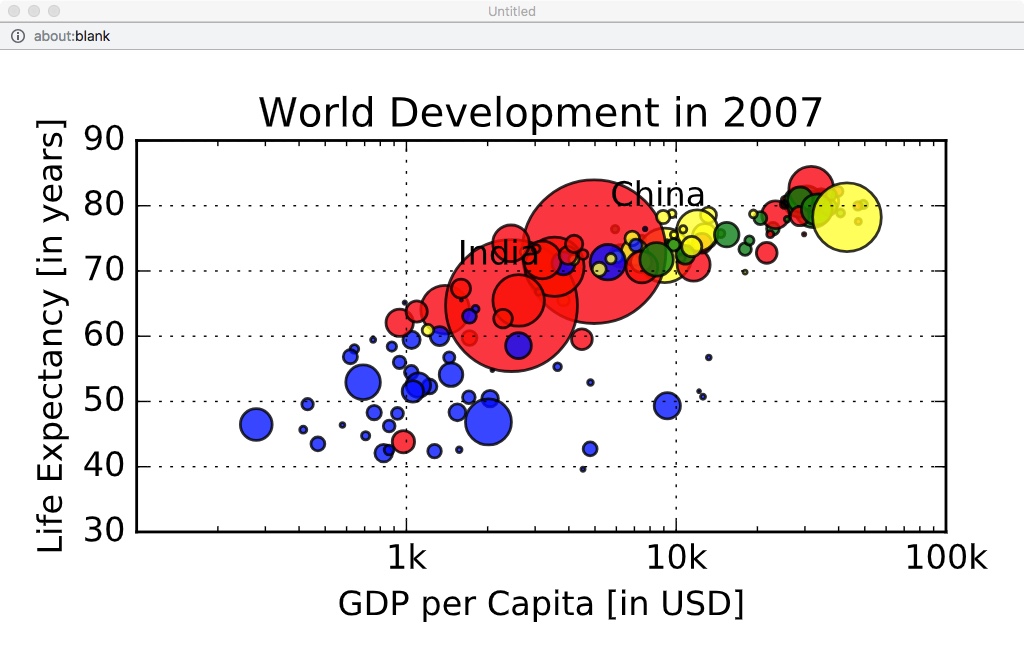 Untitled
about:blank
World Development in 2007
Life Expectancy [in years]
90
80
70
60
50
40
30
China
India
1k
10k
100k
GDP per Capita [in USD]